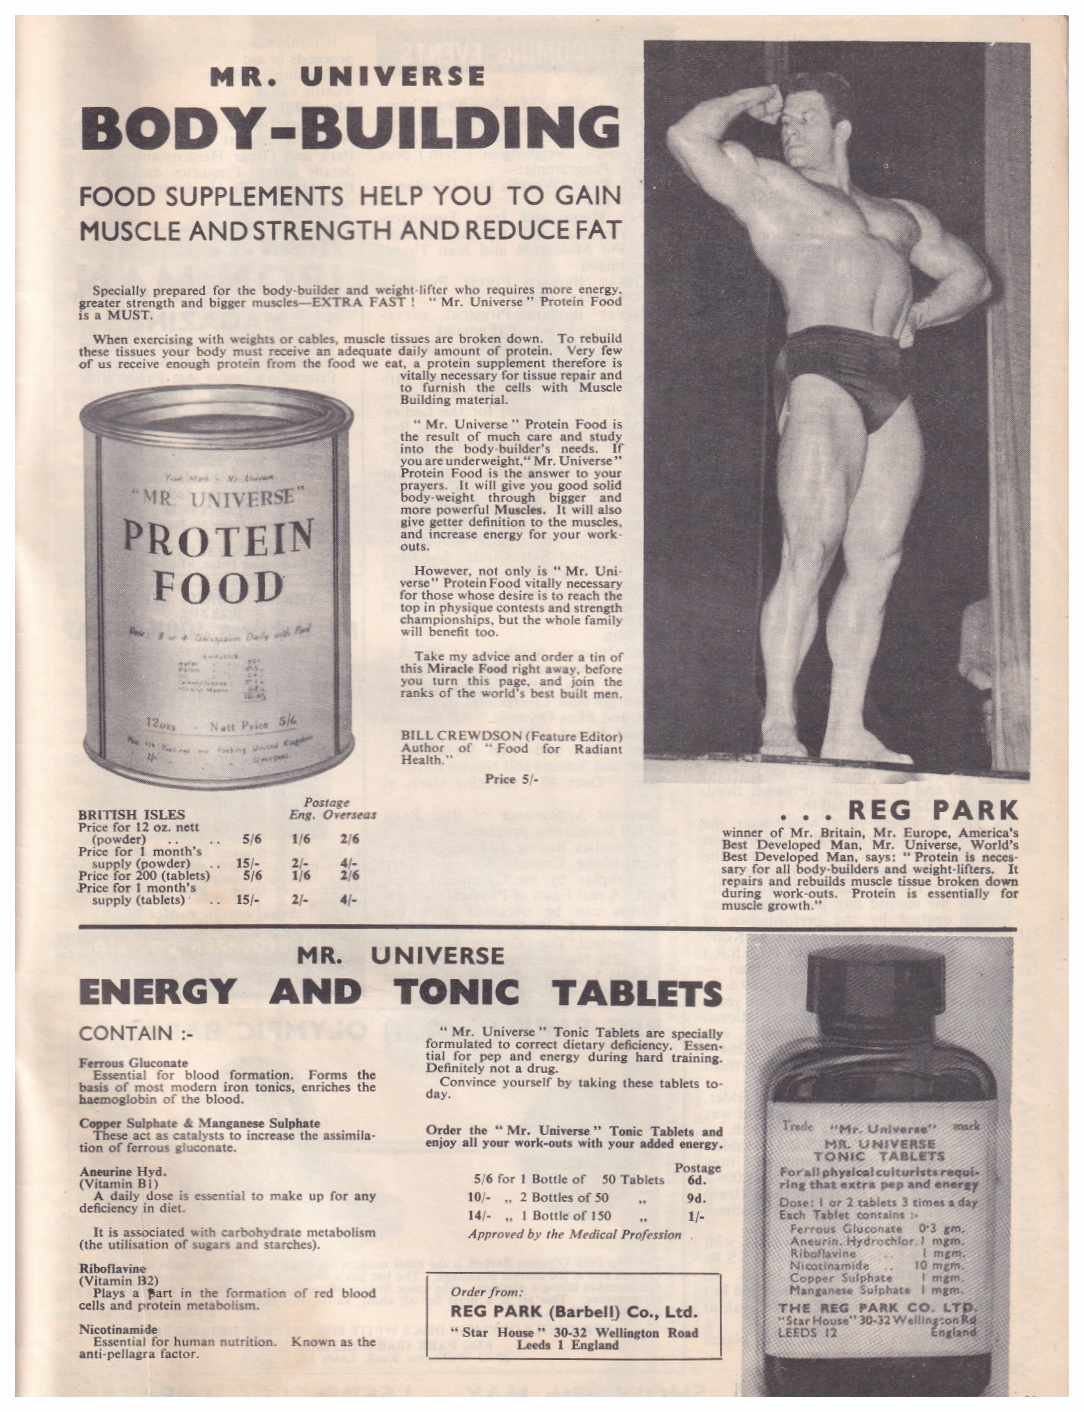 MR. UNIVERSE
BODY-BUILDING
FOOD SUPPLEMENTS HELP YOU TO GAIN
MUSCLE AND STRENGTH AND REDUCE FAT
Specially prepared for the body-builder and weight-lifter who requires more energy,
greater strength and bigger muscles—EXTRA FAST ! " Mr. Universe " Protein Food
is a MUST.
When exercising with weights or cables, muscle tissues are broken down. To rebuild
these tissues your body must receive an adequate daily amount of protein. Very few
of us receive enough protein from the food we eat, a protein supplement therefore is
vitally necessary for tissue repair and
to furnish the cells with Muscle
Building material.
" Mr. Universe " Protein Food is
the result of much care and study
into the body-builder's needs. If
you are underweight, " Mr. Universe "
Protein Food is the answer to your
prayers. It will give you good solid
body-weight through bigger and
more powerful Muscles. It will also
give getter definition to the muscles,
and increase energy for your work-
outs.
However, not only is " Mr. Uni-
verse " Protein Food vitally necessary
for those whose desire is to reach the
top in physique contests and strength
championships, but the whole family
will benefit too.
Take my advice and order a tin of
this Miracle Food right away, before
you turn this page, and join the
ranks of the world's best built men.
BILL CREWDSON (Feature Editor)
Author of " Food for Radiant
Health."
Price 5/-
"MR UNIVERSE"
PROTEIN
FOOD
Daily with Food
12ozs - Nett Price 5/6
Postage
BRITISH ISLES Eng. Overseas
Price for 12 oz. nett
(powder) .. .. 5/6 1/6 2/6
Price for 1 month's
supply (powder) .. 15/- 2/- 4/-
Price for 200 (tablets) 5/6 1/6 2/6
Price for 1 month's
supply (tablets) .. 15/- 2/- 4/-
. . . REG PARK
winner of Mr. Britain, Mr. Europe, America's
Best Developed Man, Mr. Universe, World's
Best Developed Man, says: " Protein is neces-
sary for all body-builders and weight-lifters. It
repairs and rebuilds muscle tissue broken down
during work-outs. Protein is essentially for
muscle growth."
MR. UNIVERSE
ENERGY AND TONIC TABLETS
CONTAIN :-
Ferrous Gluconate
Essential for blood formation. Forms the
basis of most modern iron tonics, enriches the
haemoglobin of the blood.
Copper Sulphate & Manganese Sulphate
These act as catalysts to increase the assimila-
tion of ferrous gluconate.
Aneurine Hyd.
(Vitamin B1)
A daily dose is essential to make up for any
deficiency in diet.
It is associated with carbohydrate metabolism
(the utilisation of sugars and starches).
Riboflavine
(Vitamin B2)
Plays a part in the formation of red blood
cells and protein metabolism.
Nicotinamide
Essential for human nutrition. Known as the
anti-pellagra factor.
" Mr. Universe " Tonic Tablets are specially
formulated to correct dietary deficiency. Essen-
tial for pep and energy during hard training.
Definitely not a drug.
Convince yourself by taking these tablets to-
day.
Order the " Mr. Universe " Tonic Tablets and
enjoy all your work-outs with your added energy.
Postage
5/6 for 1 Bottle of 50 Tablets 6d.
10/- ,, 2 Bottles of 50 ,, 9d.
14/- ,, 1 Bottle of 150 ,, 1/-
Approved by the Medical Profession .
Order from:
REG PARK (Barbell) Co., Ltd.
" Star House " 30-32 Wellington Road
Leeds 1 England
Trade "Mr. Universe" mark
MR. UNIVERSE
TONIC TABLETS
For all physical culturists requi-
ring that extra pep and energy
Dose: 1 or 2 tablets 3 times a day
Each Tablet contains :-
Ferrous Gluconate 0·3 gm.
Aneurin. Hydrochlor. 1 mgm.
Riboflavine .. 1 mgm.
Nicotinamide .. 10 mgm.
Copper Sulphate 1 mgm.
Manganese Sulphate 1 mgm.
THE REG PARK CO. LTD.
"Star House" 30-32 Wellington Rd
LEEDS 12 England